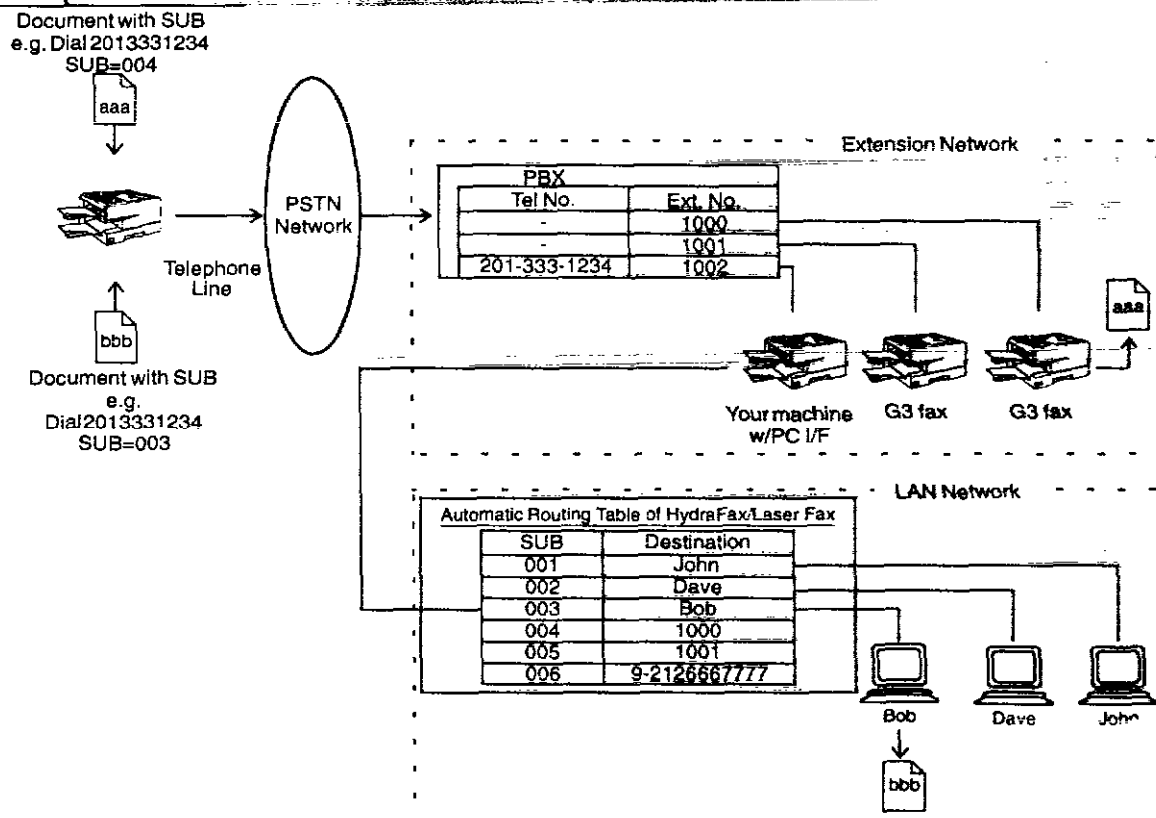 Document with SUB
e.g. Dial 2013331234
SUB=004
aaa
PSTN
Network
Telephone
Line
bbb
Document with SUB
e.g.
Dial 2013331234
SUB=003
Extension Network
PBX
Tel No. Ext. No.
- 1000
- 1001
201-333-1234 1002
aaa
Your machine
w/PC I/F
G3 fax
G3 fax
LAN Network
Automatic Routing Table of HydraFax/Laser Fax
SUB Destination
001 John
002 Dave
003 Bob
004 1000
005 1001
006 9-2126667777
Bob
Dave
John
bbb